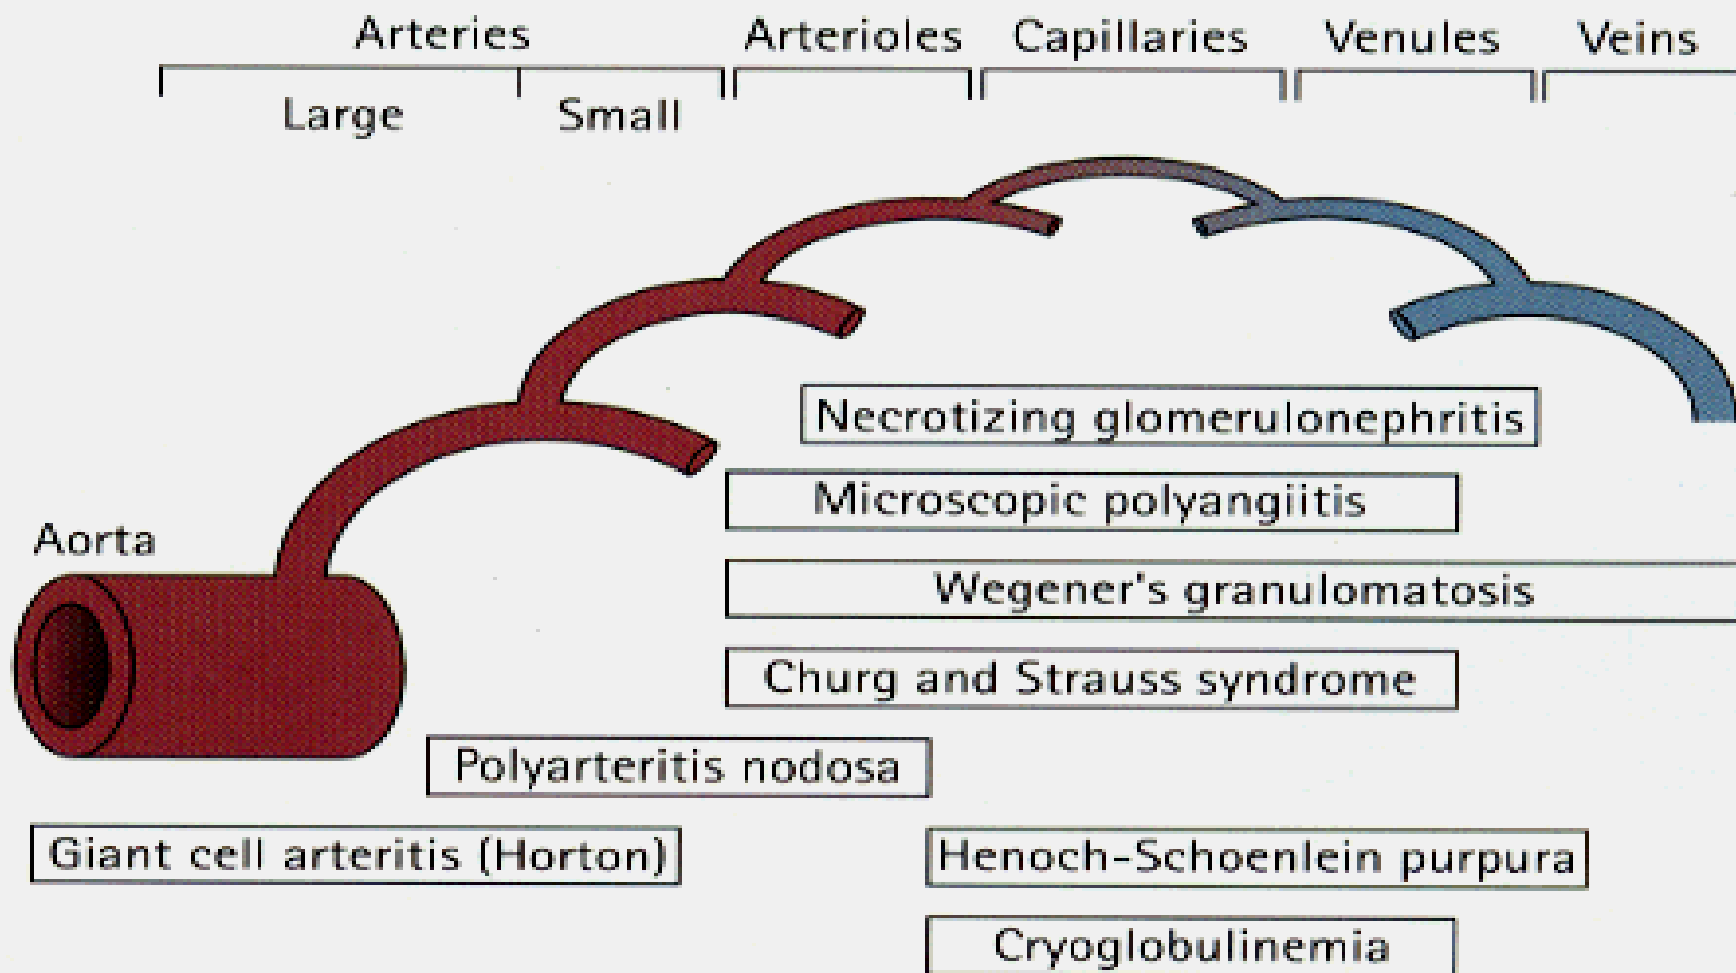 Arteries
Arterioles
Capillaries
Venules
Veins
Large
Small
Necrotizing glomerulonephritis
Microscopic polyangiitis
Aorta
Wegener's granulomatosis
Churg and Strauss syndrome
Polyarteritis nodosa
Giant cell arteritis (Horton)
Henoch-Schoenlein purpura
Cryoglobulinemia